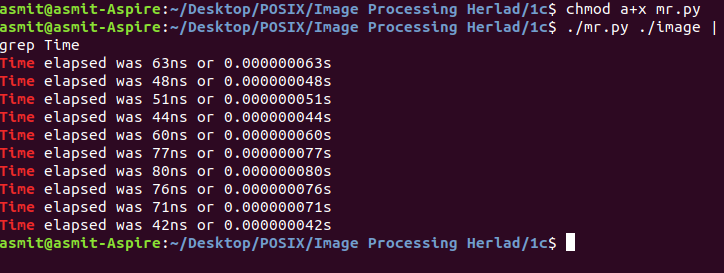 asmit@asmit-Aspire:~/Desktop/POSIX/Image Processing Herlad/1c$ chmod a+x mr.py
asmit@asmit-Aspire:~/Desktop/POSIX/Image Processing Herlad/1c$ ./mr.py ./image |
grep Time
Time elapsed was 63ns or 0.000000063s
Time elapsed was 48ns or 0.000000048s
Time elapsed was 51ns or 0.000000051s
Time elapsed was 44ns or 0.000000044s
Time elapsed was 60ns or 0.000000060s
Time elapsed was 77ns or 0.000000077s
Time elapsed was 80ns or 0.000000080s
Time elapsed was 76ns or 0.000000076s
Time elapsed was 71ns or 0.000000071s
Time elapsed was 42ns or 0.000000042s
asmit@asmit-Aspire:~/Desktop/POSIX/Image Processing Herlad/1c$